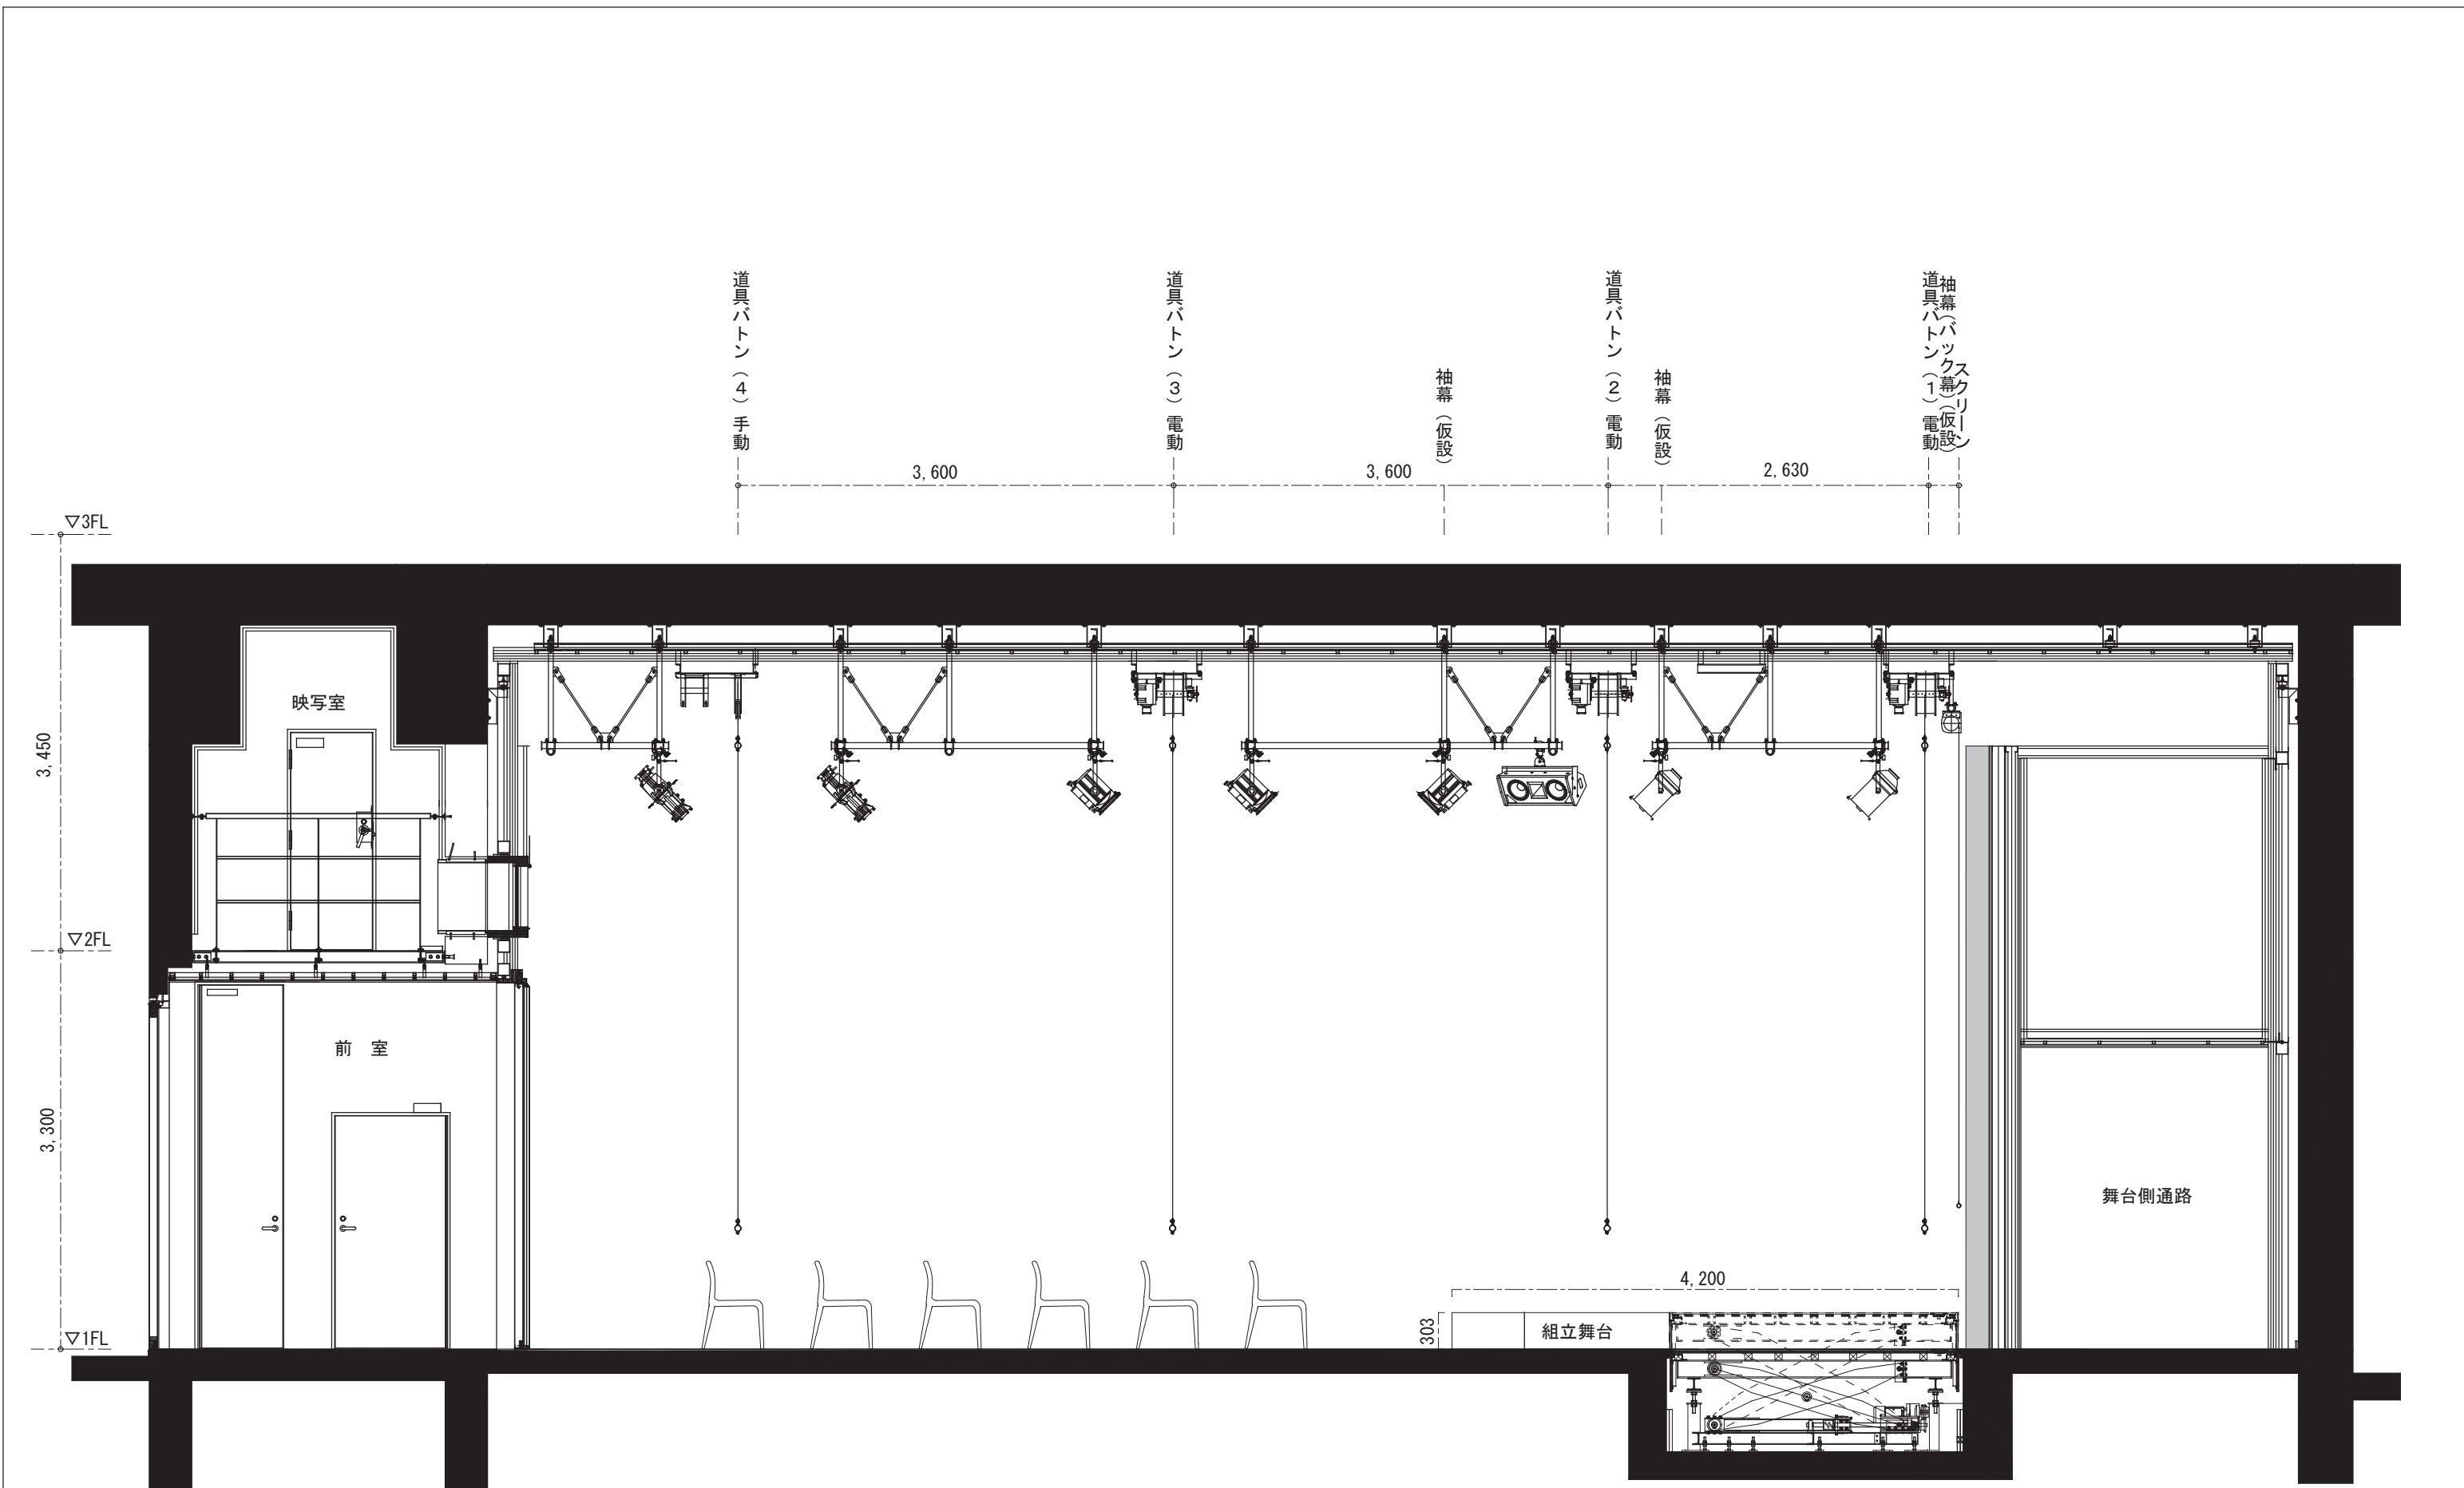 道具バトン（４）手動
道具バトン（３）電動
袖幕（仮設）
道具バトン（２）電動
袖幕（仮設）
道具バトン（１）電動
袖幕（バック幕）（仮設）
スクリーン
3,600
3,600
2,630
▽3FL
3,450
映写室
▽2FL
3,300
前　室
舞台側通路
4,200
303
組立舞台
▽1FL